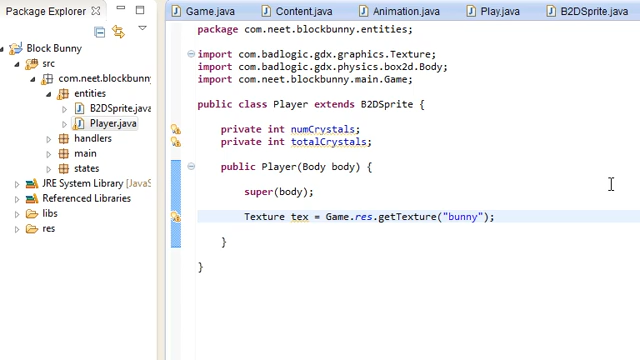 Package Explorer
Game.java
Content.java
Animation.java
Play.java
B2DSprite.java
Block Bunny
src
com.neet.blockbunny
entities
B2DSprite.java
Player.java
handlers
main
states
JRE System Library [JavaS
Referenced Libraries
libs
res
package com.neet.blockbunny.entities;
import com.badlogic.gdx.graphics.Texture;
import com.badlogic.gdx.physics.box2d.Body;
import com.neet.blockbunny.main.Game;
public class Player extends B2DSprite {
private int numCrystals;
private int totalCrystals;
public Player(Body body) {
super(body);
Texture tex = Game.res.getTexture("bunny");
}
}